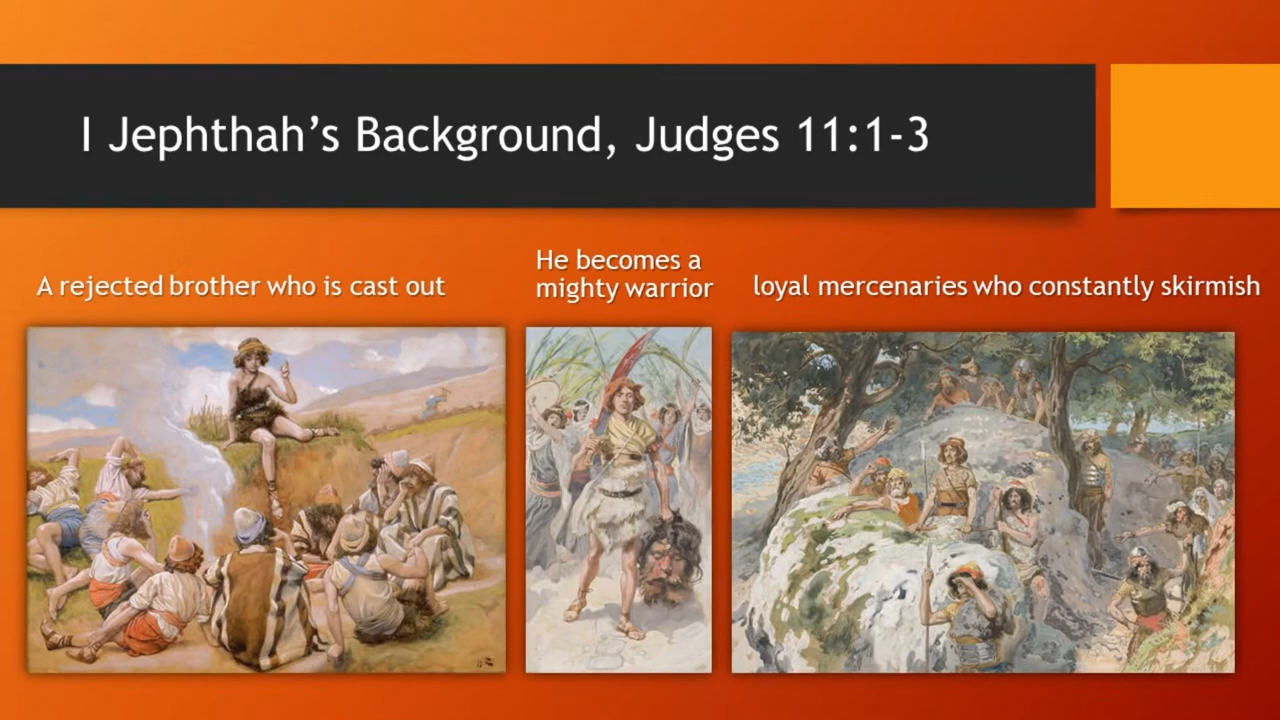 I Jephthah’s Background, Judges 11:1-3
A rejected brother who is cast out
He becomes a
mighty warrior
loyal mercenaries who constantly skirmish